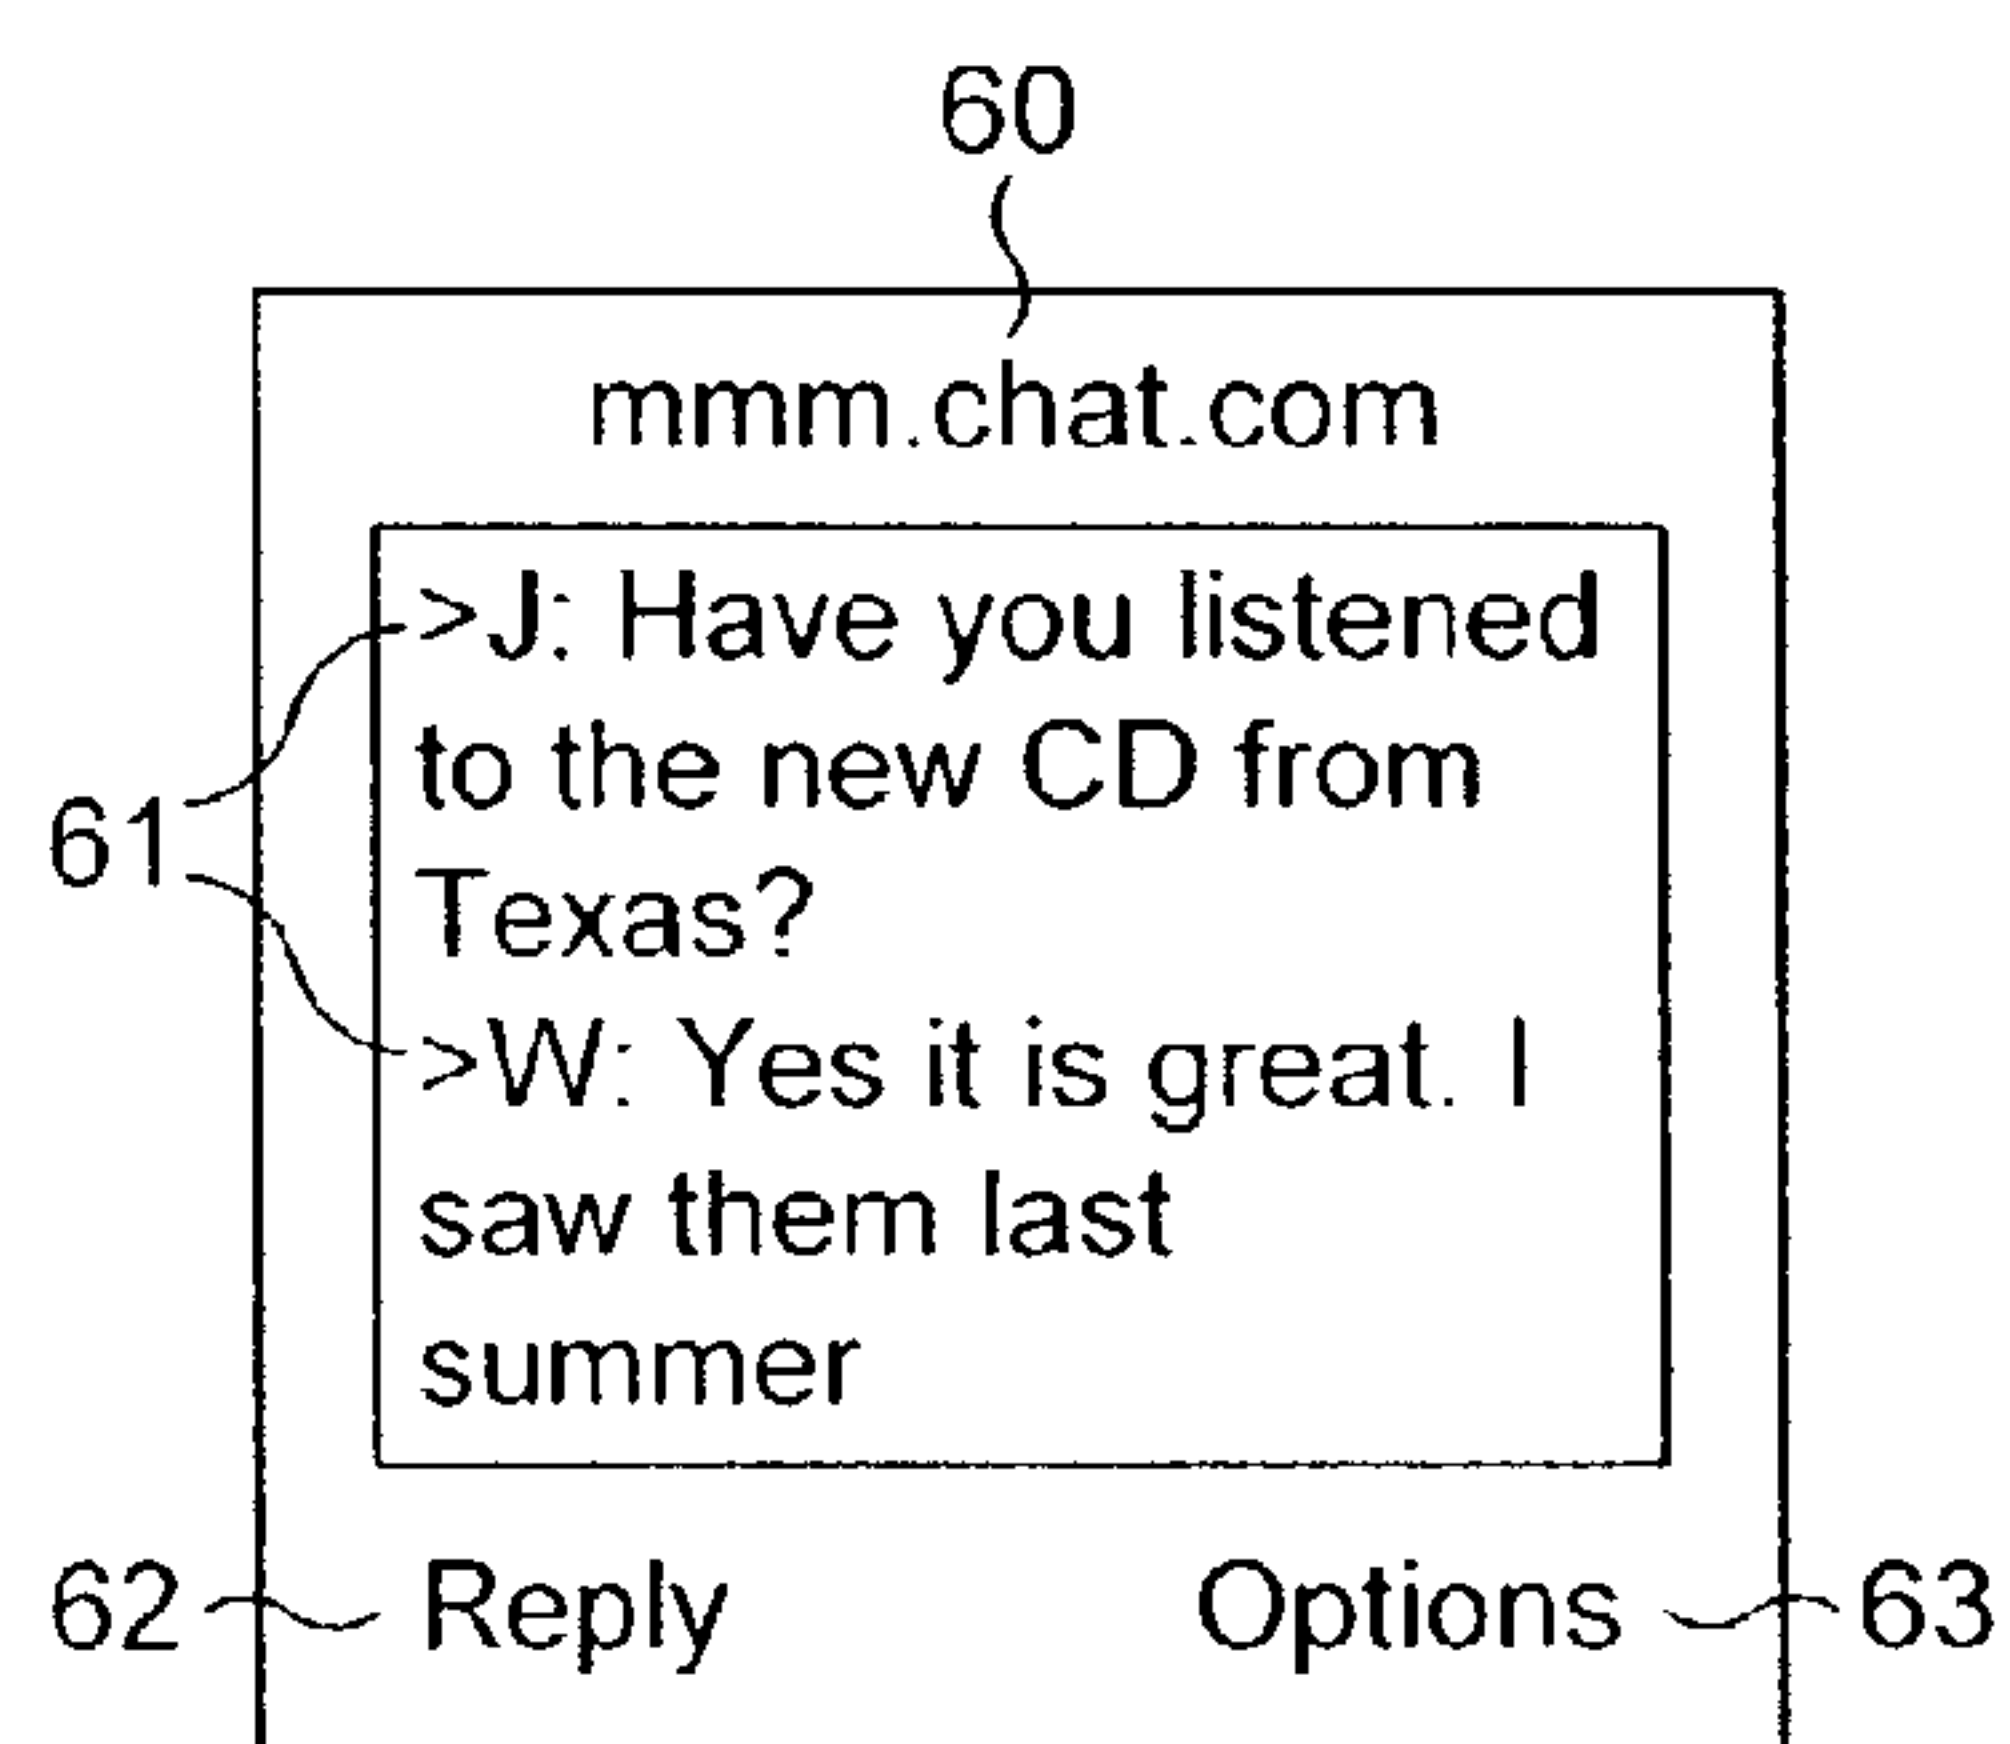 60
mmm.chat.com
>J: Have you listened
to the new CD from
Texas?
61
>W: Yes it is great. I
saw them last
summer
62 Reply Options 63